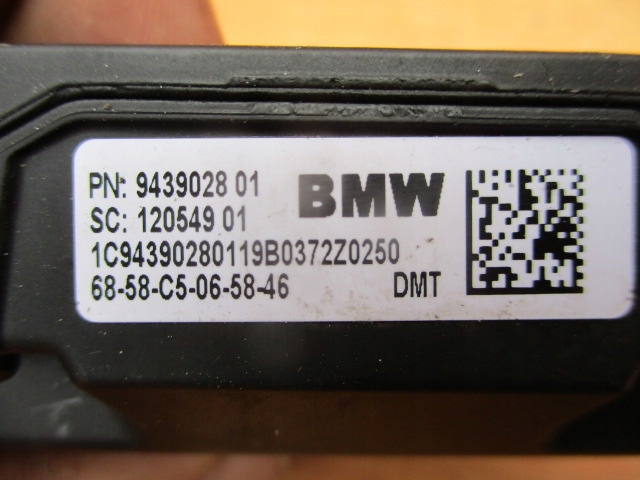 PN: 9439028 01
BMW
SC: 120549 01
1C94390280119B0372Z0250
68-58-C5-06-58-46
DMT